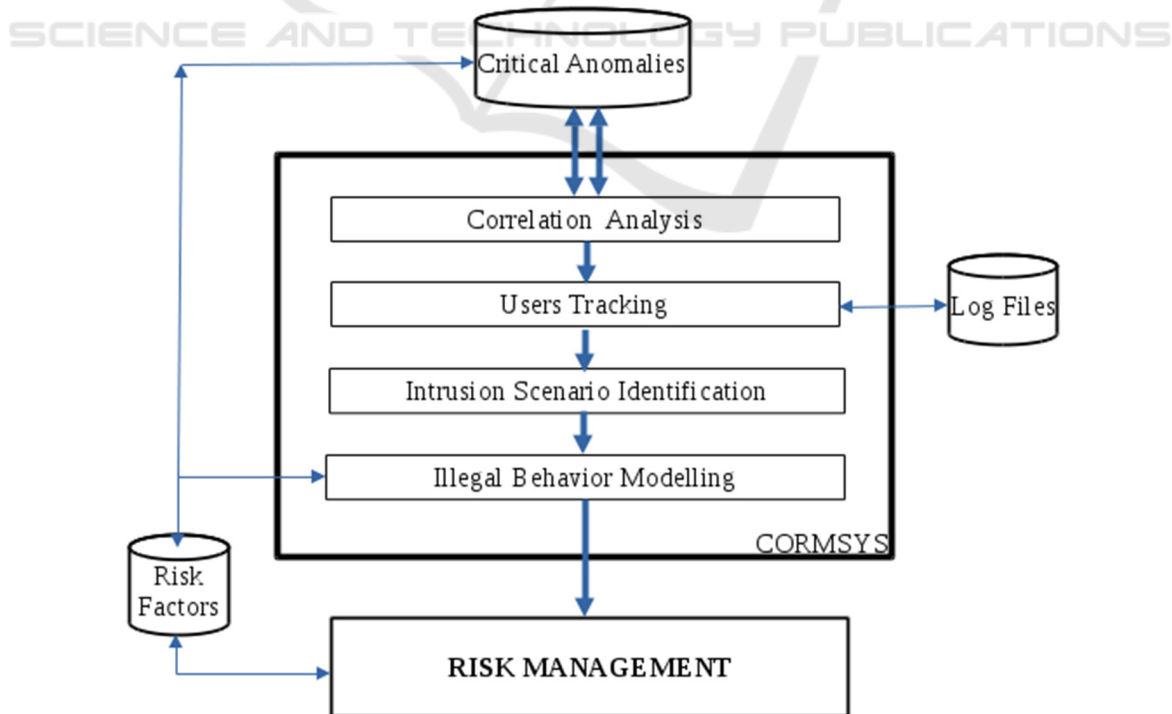 SCIENCE AND TECHNOLOGY PUBLICATIONS
Critical Anomalies
Correlation Analysis
Users Tracking
Log Files
Intrusion Scenario Identification
Illegal Behavior Modelling
CORMSYS
Risk
Factors
RISK MANAGEMENT